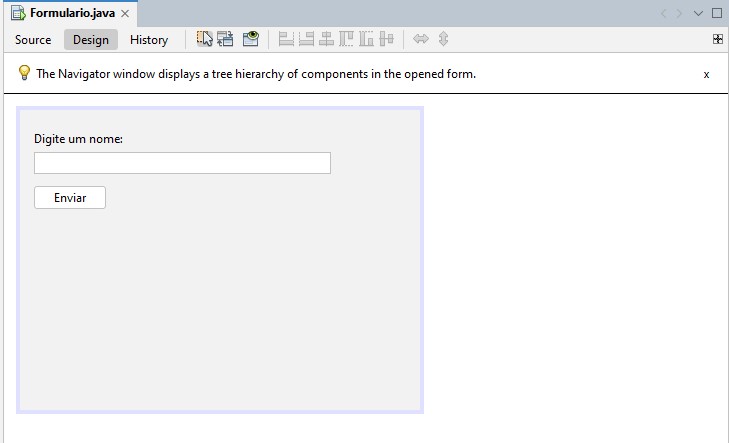 Formulario.java
Source Design History
The Navigator window displays a tree hierarchy of components in the opened form. x
Digite um nome:
Enviar